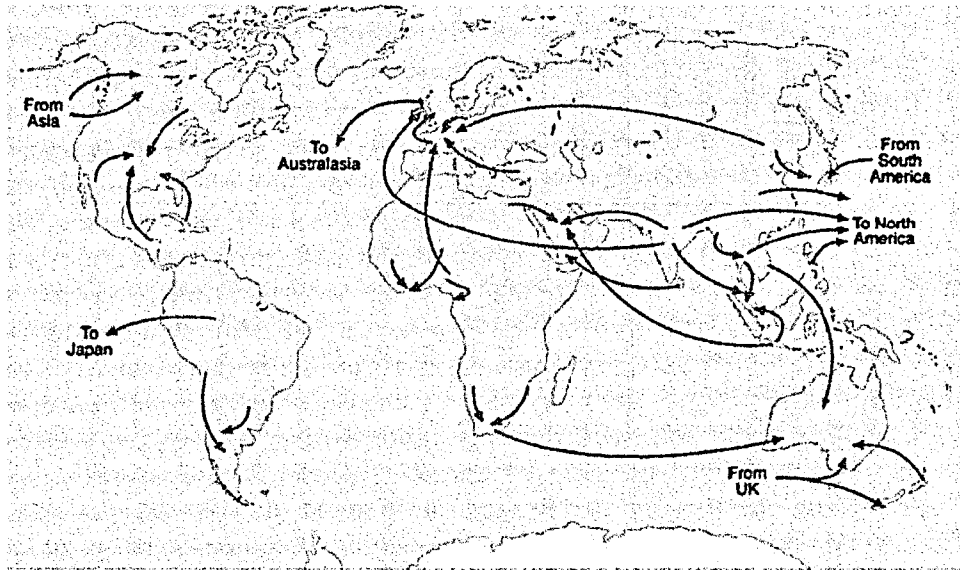 From
Asia
To
Australasia
From
South
America
To North
America
To
Japan
From
UK